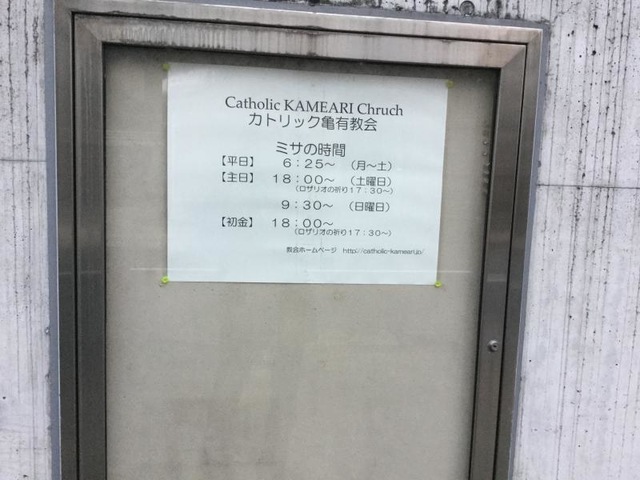 Catholic KAMEARI Chruch
カトリック亀有教会
ミサの時間
【平日】 6:25〜 (月〜土)
【主日】 18:00〜 (土曜日)
(ロザリオの祈り17:30〜)
9:30〜 (日曜日)
【初金】 18:00〜
(ロザリオの祈り17:30〜)
教会ホームページ http://catholic-kameari.jp/